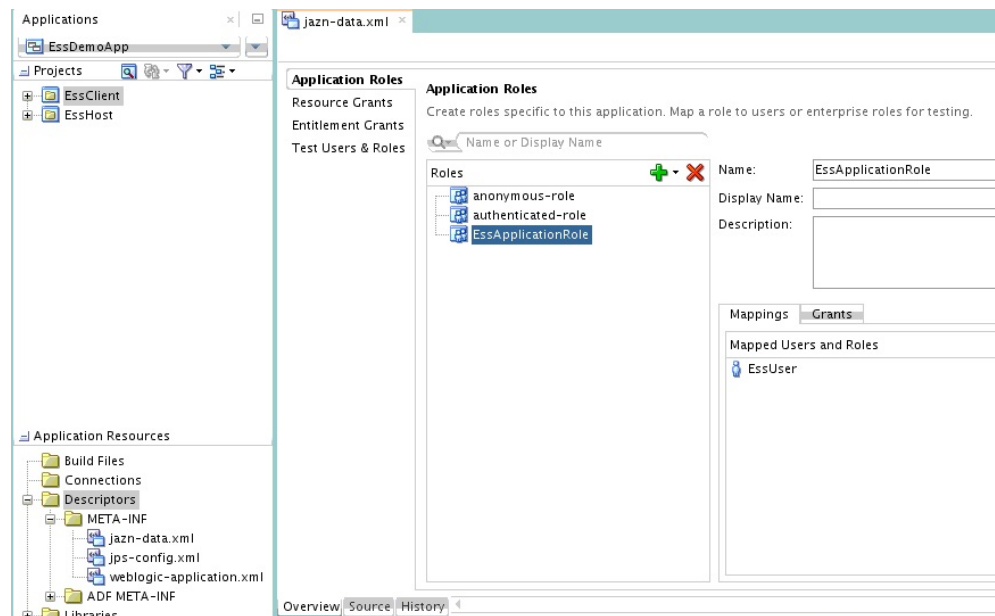 Applications
EssDemoApp
Projects
EssClient
EssHost
Application Resources
Build Files
Connections
Descriptors
META-INF
jazn-data.xml
jps-config.xml
weblogic-application.xml
ADF META-INF
Libraries
jazn-data.xml
Application Roles
Resource Grants
Entitlement Grants
Test Users & Roles
Application Roles
Create roles specific to this application. Map a role to users or enterprise roles for testing.
Name or Display Name
Roles
anonymous-role
authenticated-role
EssApplicationRole
Name: EssApplicationRole
Display Name:
Description:
Mappings Grants
Mapped Users and Roles
EssUser
Overview Source History